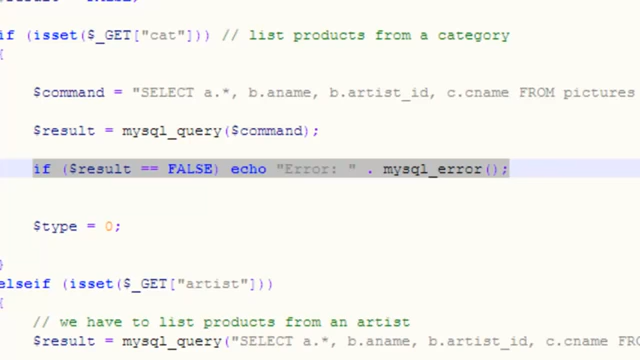 if (isset($_GET["cat"])) // list products from a category
{
$command = "SELECT a.*, b.aname, b.artist_id, c.cname FROM pictures
$result = mysql_query($command);
if ($result == FALSE) echo "Error: " . mysql_error();
$type = 0;
}
elseif (isset($_GET["artist"]))
{
// we have to list products from an artist
$result = mysql_query("SELECT a.*, b.aname, b.artist_id, c.cname FROM